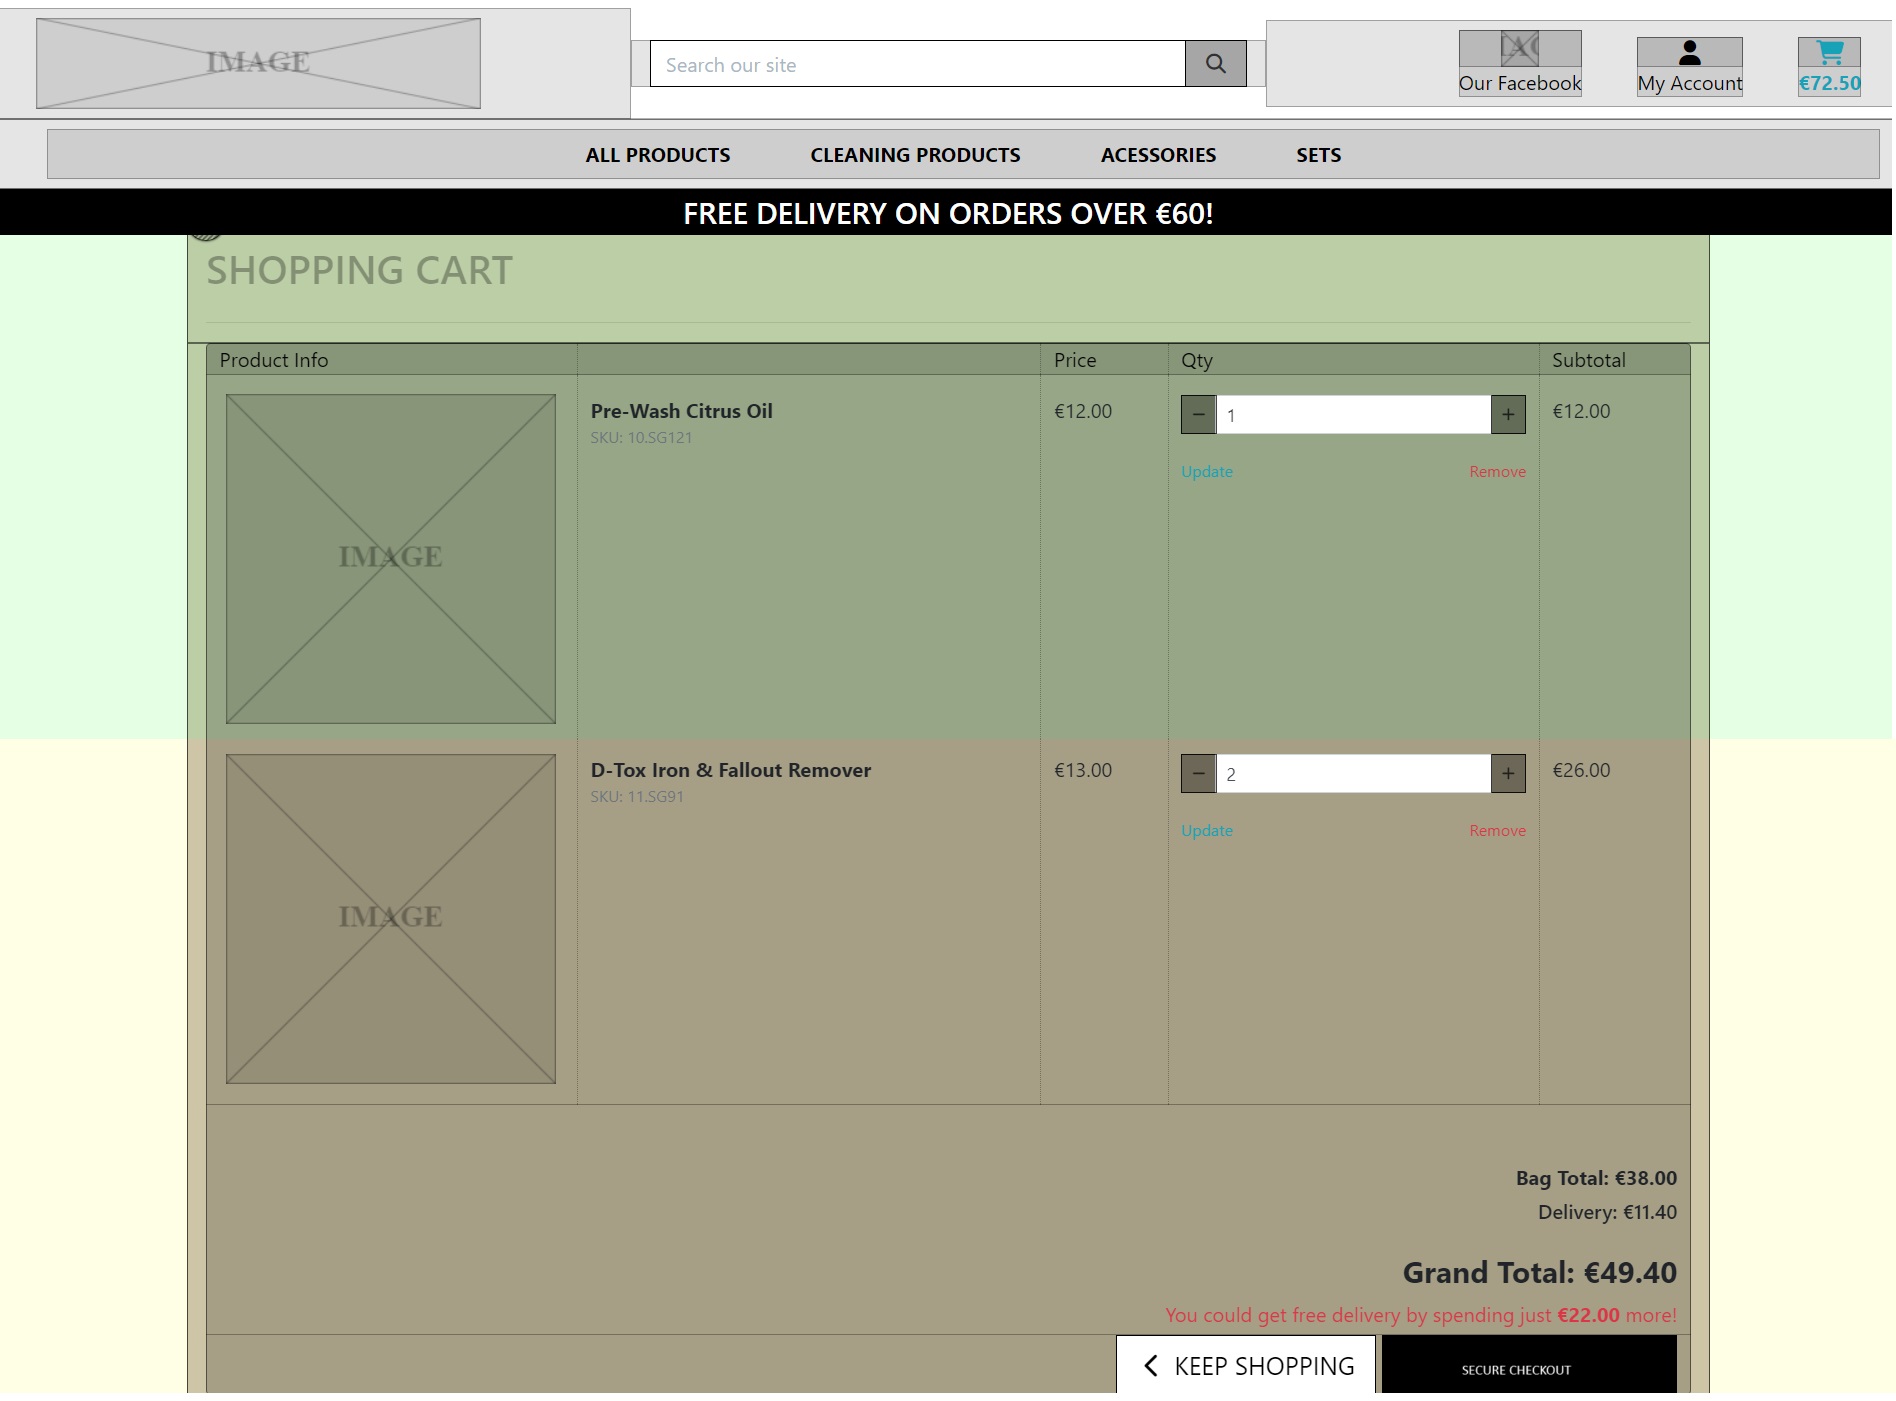 IMAGE
Search our site
Our Facebook
My Account
€72.50
ALL PRODUCTS
CLEANING PRODUCTS
ACESSORIES
SETS
FREE DELIVERY ON ORDERS OVER €60!
SHOPPING CART
Product Info
Price
Qty
Subtotal
IMAGE
Pre-Wash Citrus Oil
SKU: 10.SG121
€12.00
− 1 +
Update
Remove
€12.00
IMAGE
D-Tox Iron & Fallout Remover
SKU: 11.SG91
€13.00
− 2 +
Update
Remove
€26.00
Bag Total: €38.00
Delivery: €11.40
Grand Total: €49.40
You could get free delivery by spending just €22.00 more!
KEEP SHOPPING
SECURE CHECKOUT